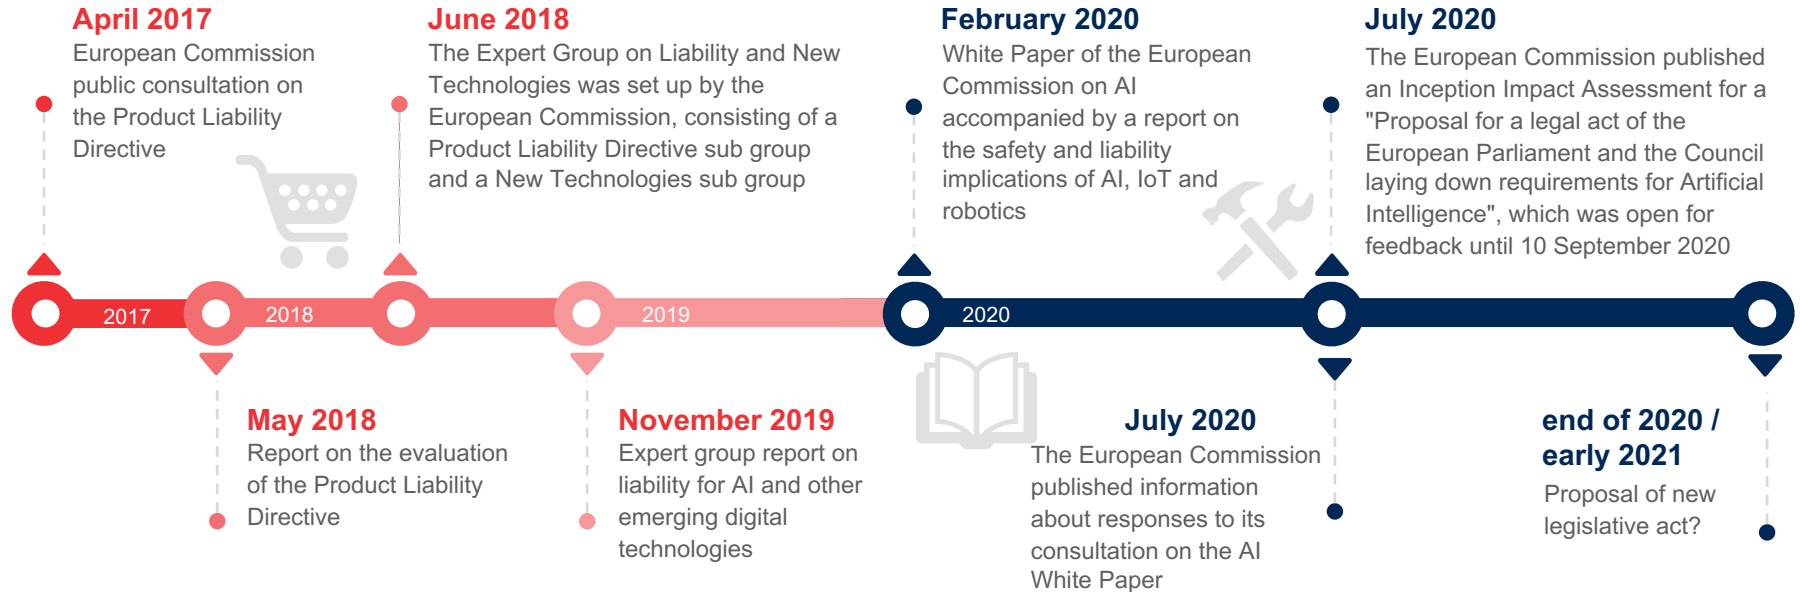 April 2017
European Commission
public consultation on
the Product Liability
Directive
June 2018
The Expert Group on Liability and New
Technologies was set up by the
European Commission, consisting of a
Product Liability Directive sub group
and a New Technologies sub group
February 2020
White Paper of the European
Commission on AI
accompanied by a report on
the safety and liability
implications of AI, IoT and
robotics
July 2020
The European Commission published
an Inception Impact Assessment for a
"Proposal for a legal act of the
European Parliament and the Council
laying down requirements for Artificial
Intelligence", which was open for
feedback until 10 September 2020
2017
2018
2019
2020
May 2018
Report on the evaluation
of the Product Liability
Directive
November 2019
Expert group report on
liability for AI and other
emerging digital
technologies
July 2020
The European Commission
published information
about responses to its
consultation on the AI
White Paper
end of 2020 /
early 2021
Proposal of new
legislative act?